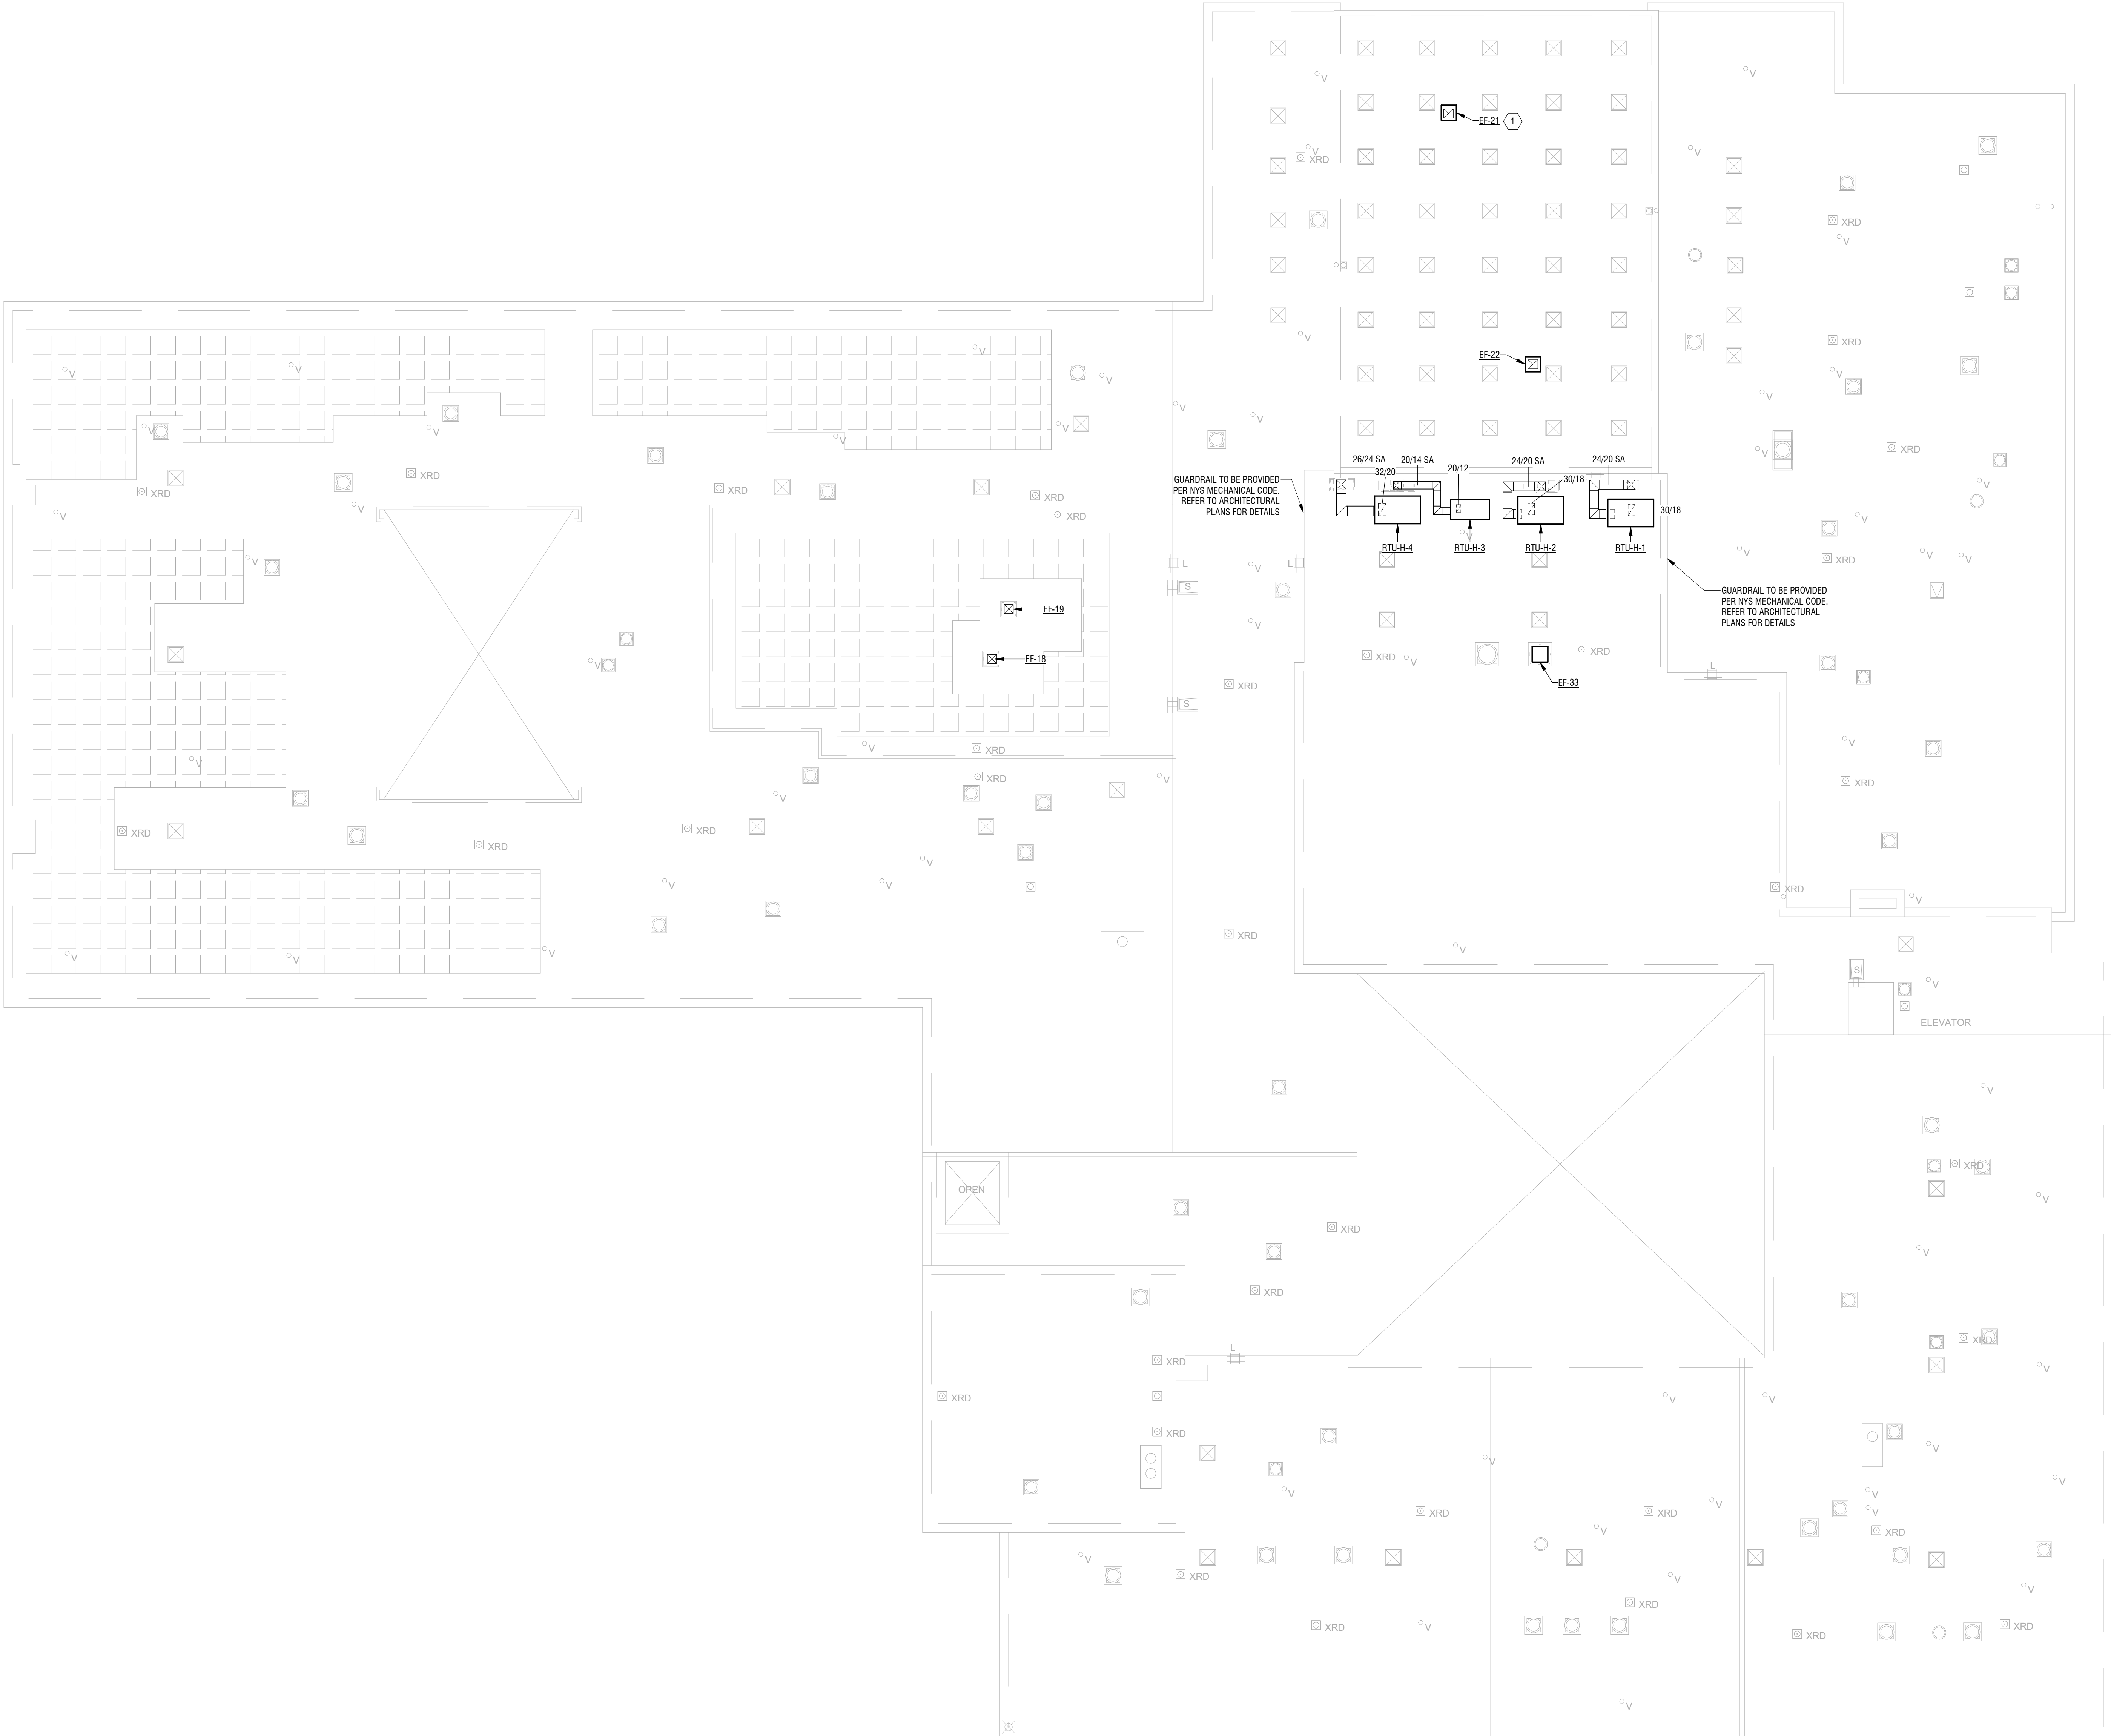 V
V
EF-21
1
V
XRD
V
XRD
V
V
EF-22
XRD
V
V
V
V
V
V
V
V
V
V
V
V
V
V
26/24 SA
20/14 SA
24/20 SA
24/20 SA
32/20
20/12
30/18
30/18
GUARDRAIL TO BE PROVIDED
PER NYS MECHANICAL CODE.
REFER TO ARCHITECTURAL
PLANS FOR DETAILS
XRD
XRD
XRD
XRD
XRD
XRD
V
V
V
V
V
RTU-H-4
RTU-H-3
RTU-H-2
RTU-H-1
V
V
V
V
XRD
V
L
V
L
S
GUARDRAIL TO BE PROVIDED
PER NYS MECHANICAL CODE.
REFER TO ARCHITECTURAL
PLANS FOR DETAILS
EF-19
V
EF-18
V
XRD
V
XRD
L
EF-33
XRD
S
XRD
V
V
V
XRD
V
XRD
V
XRD
XRD
XRD
XRD
V
V
V
XRD
V
XRD
V
V
V
V
V
S
V
ELEVATOR
V
OPEN
XRD
V
XRD
V
XRD
L
XRD
XRD
V
XRD
V
V
XRD
V
V
V
V
V
XRD
XRD
V
V
XRD
V
V
XRD
V
V
XRD
XRD
V
XRD
XRD
V